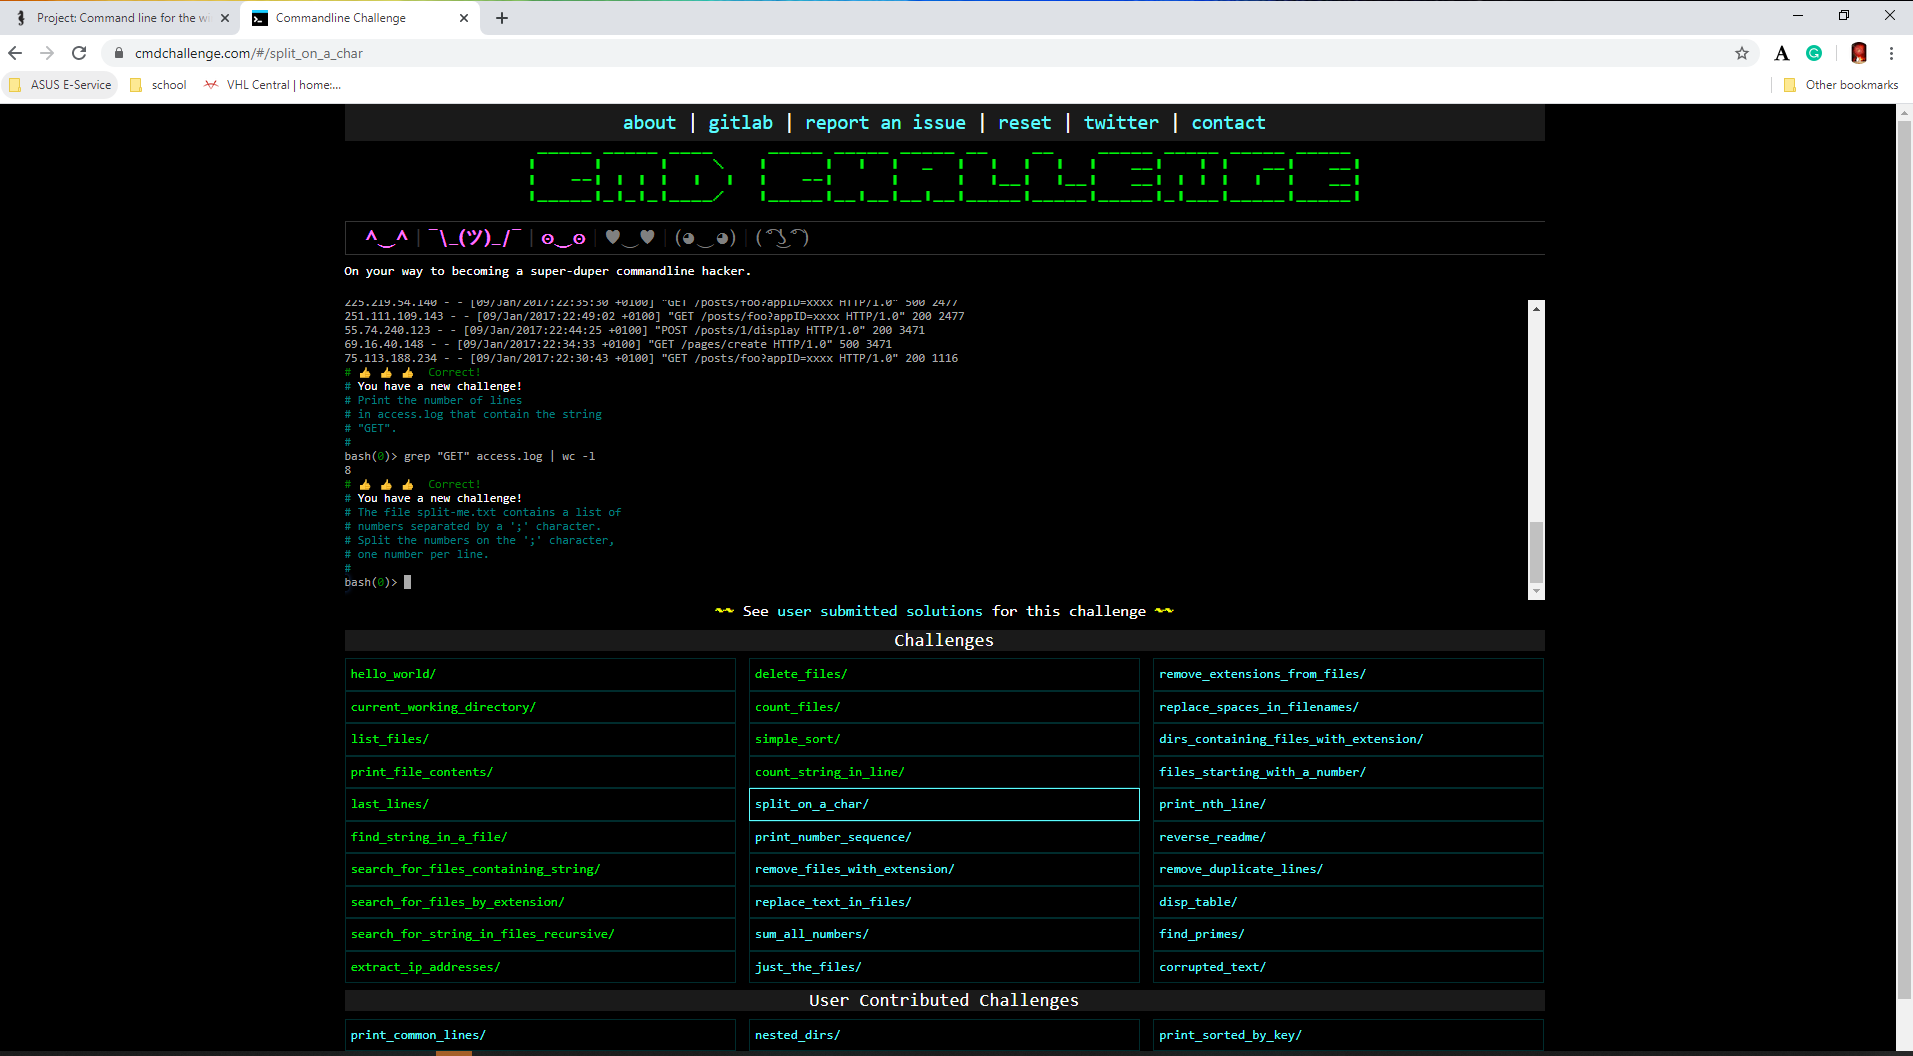 Project: Command line for the wi
Commandline Challenge
cmdchallenge.com/#/split_on_a_char
ASUS E-Service
school
VHL Central | home:...
Other bookmarks
about | gitlab | report an issue | reset | twitter | contact
CMD CHALLENGE
^‿^ | ¯\_(ツ)_/¯ | ʘ‿ʘ | ♥‿♥ | (◕‿◕) | ( ͡° ͜ʖ ͡°)
On your way to becoming a super-duper commandline hacker.
225.219.54.140 - - [09/Jan/2017:22:35:30 +0100] "GET /posts/foo?appID=xxxx HTTP/1.0" 500 2477
251.111.109.143 - - [09/Jan/2017:22:49:02 +0100] "GET /posts/foo?appID=xxxx HTTP/1.0" 200 2477
55.74.240.123 - - [09/Jan/2017:22:44:25 +0100] "POST /posts/1/display HTTP/1.0" 200 3471
69.16.40.148 - - [09/Jan/2017:22:34:33 +0100] "GET /pages/create HTTP/1.0" 500 3471
75.113.188.234 - - [09/Jan/2017:22:30:43 +0100] "GET /posts/foo?appID=xxxx HTTP/1.0" 200 1116
# 👍 👍 👍 Correct!
# You have a new challenge!
# Print the number of lines
# in access.log that contain the string
# "GET".
#
bash(0)> grep "GET" access.log | wc -l
8
# 👍 👍 👍 Correct!
# You have a new challenge!
# The file split-me.txt contains a list of
# numbers separated by a ';' character.
# Split the numbers on the ';' character,
# one number per line.
#
bash(0)>
~~ See user submitted solutions for this challenge ~~
Challenges
hello_world/
current_working_directory/
list_files/
print_file_contents/
last_lines/
find_string_in_a_file/
search_for_files_containing_string/
search_for_files_by_extension/
search_for_string_in_files_recursive/
extract_ip_addresses/
delete_files/
count_files/
simple_sort/
count_string_in_line/
split_on_a_char/
print_number_sequence/
remove_files_with_extension/
replace_text_in_files/
sum_all_numbers/
just_the_files/
remove_extensions_from_files/
replace_spaces_in_filenames/
dirs_containing_files_with_extension/
files_starting_with_a_number/
print_nth_line/
reverse_readme/
remove_duplicate_lines/
disp_table/
find_primes/
corrupted_text/
User Contributed Challenges
print_common_lines/
nested_dirs/
print_sorted_by_key/